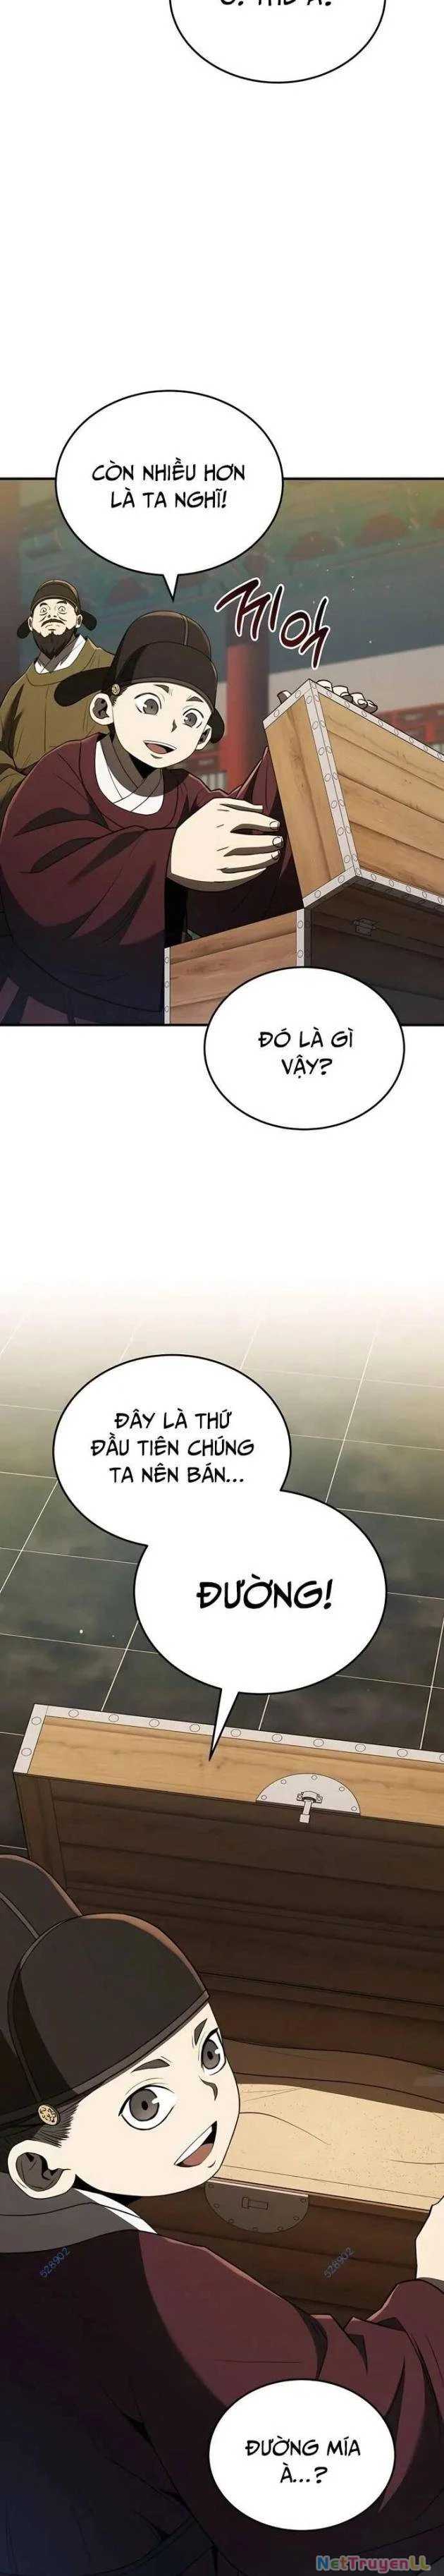 CÒN NHIỀU HƠN
LÀ TA NGHĨ!
ĐÓ LÀ GÌ
VẬY?
ĐÂY LÀ THỨ
ĐẦU TIÊN CHÚNG
TA NÊN BÁN...
ĐƯỜNG!
528902
ĐƯỜNG MÍA
À...?
NetTruyenLL